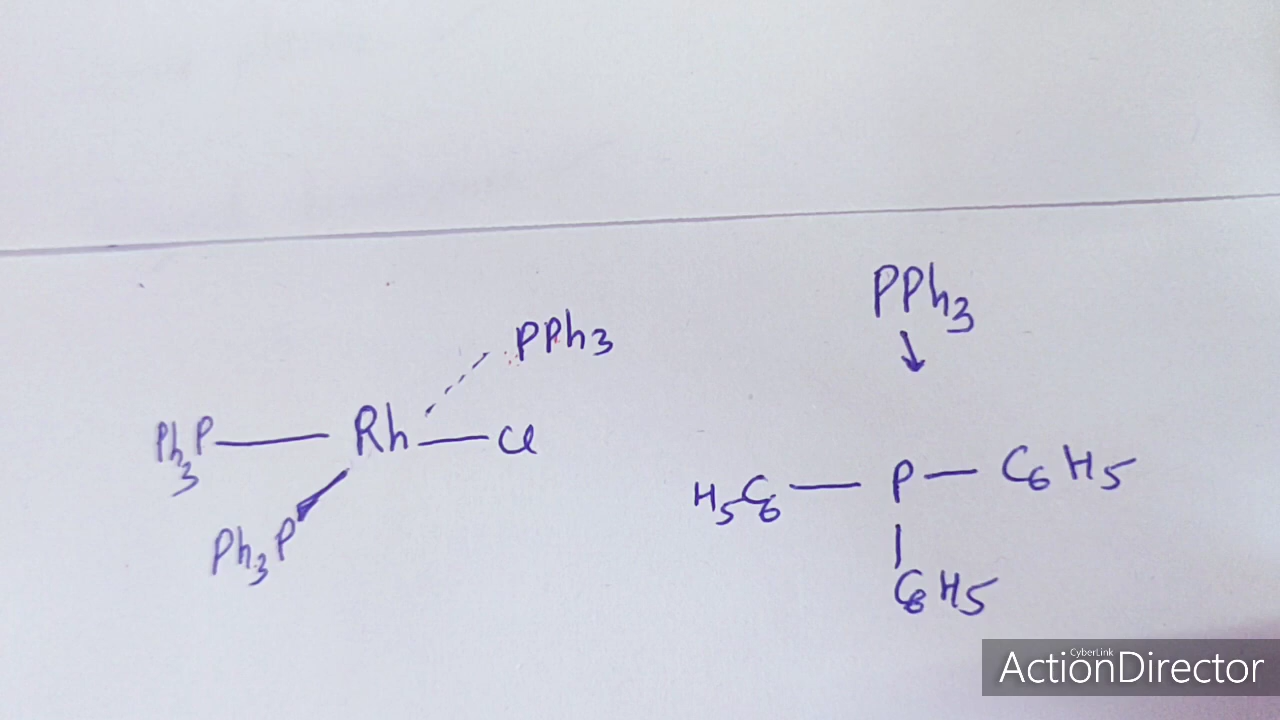 PPh3
PPh3
Ph3P — Rh — Cl
Ph3P
H5C6 — P — C6H5
C6H5
CyberLink
ActionDirector